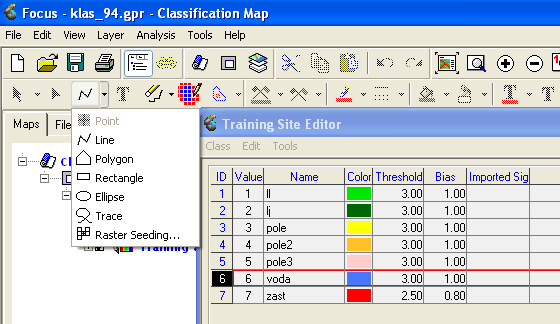 Focus - klas_94.gpr - Classification Map
File Edit View Layer Analysis Tools Help
Maps File
Point
Line
Polygon
Rectangle
Ellipse
Trace
Raster Seeding...
Training
Training Site Editor
Class Edit Tools
ID Value Name Color Threshold Bias Imported Sig
1 1 ll 3.00 1.00
2 2 lj 3.00 1.00
3 3 pole 3.00 1.00
4 4 pole2 3.00 1.00
5 5 pole3 3.00 1.00
6 6 voda 3.00 1.00
7 7 zast 2.50 0.80